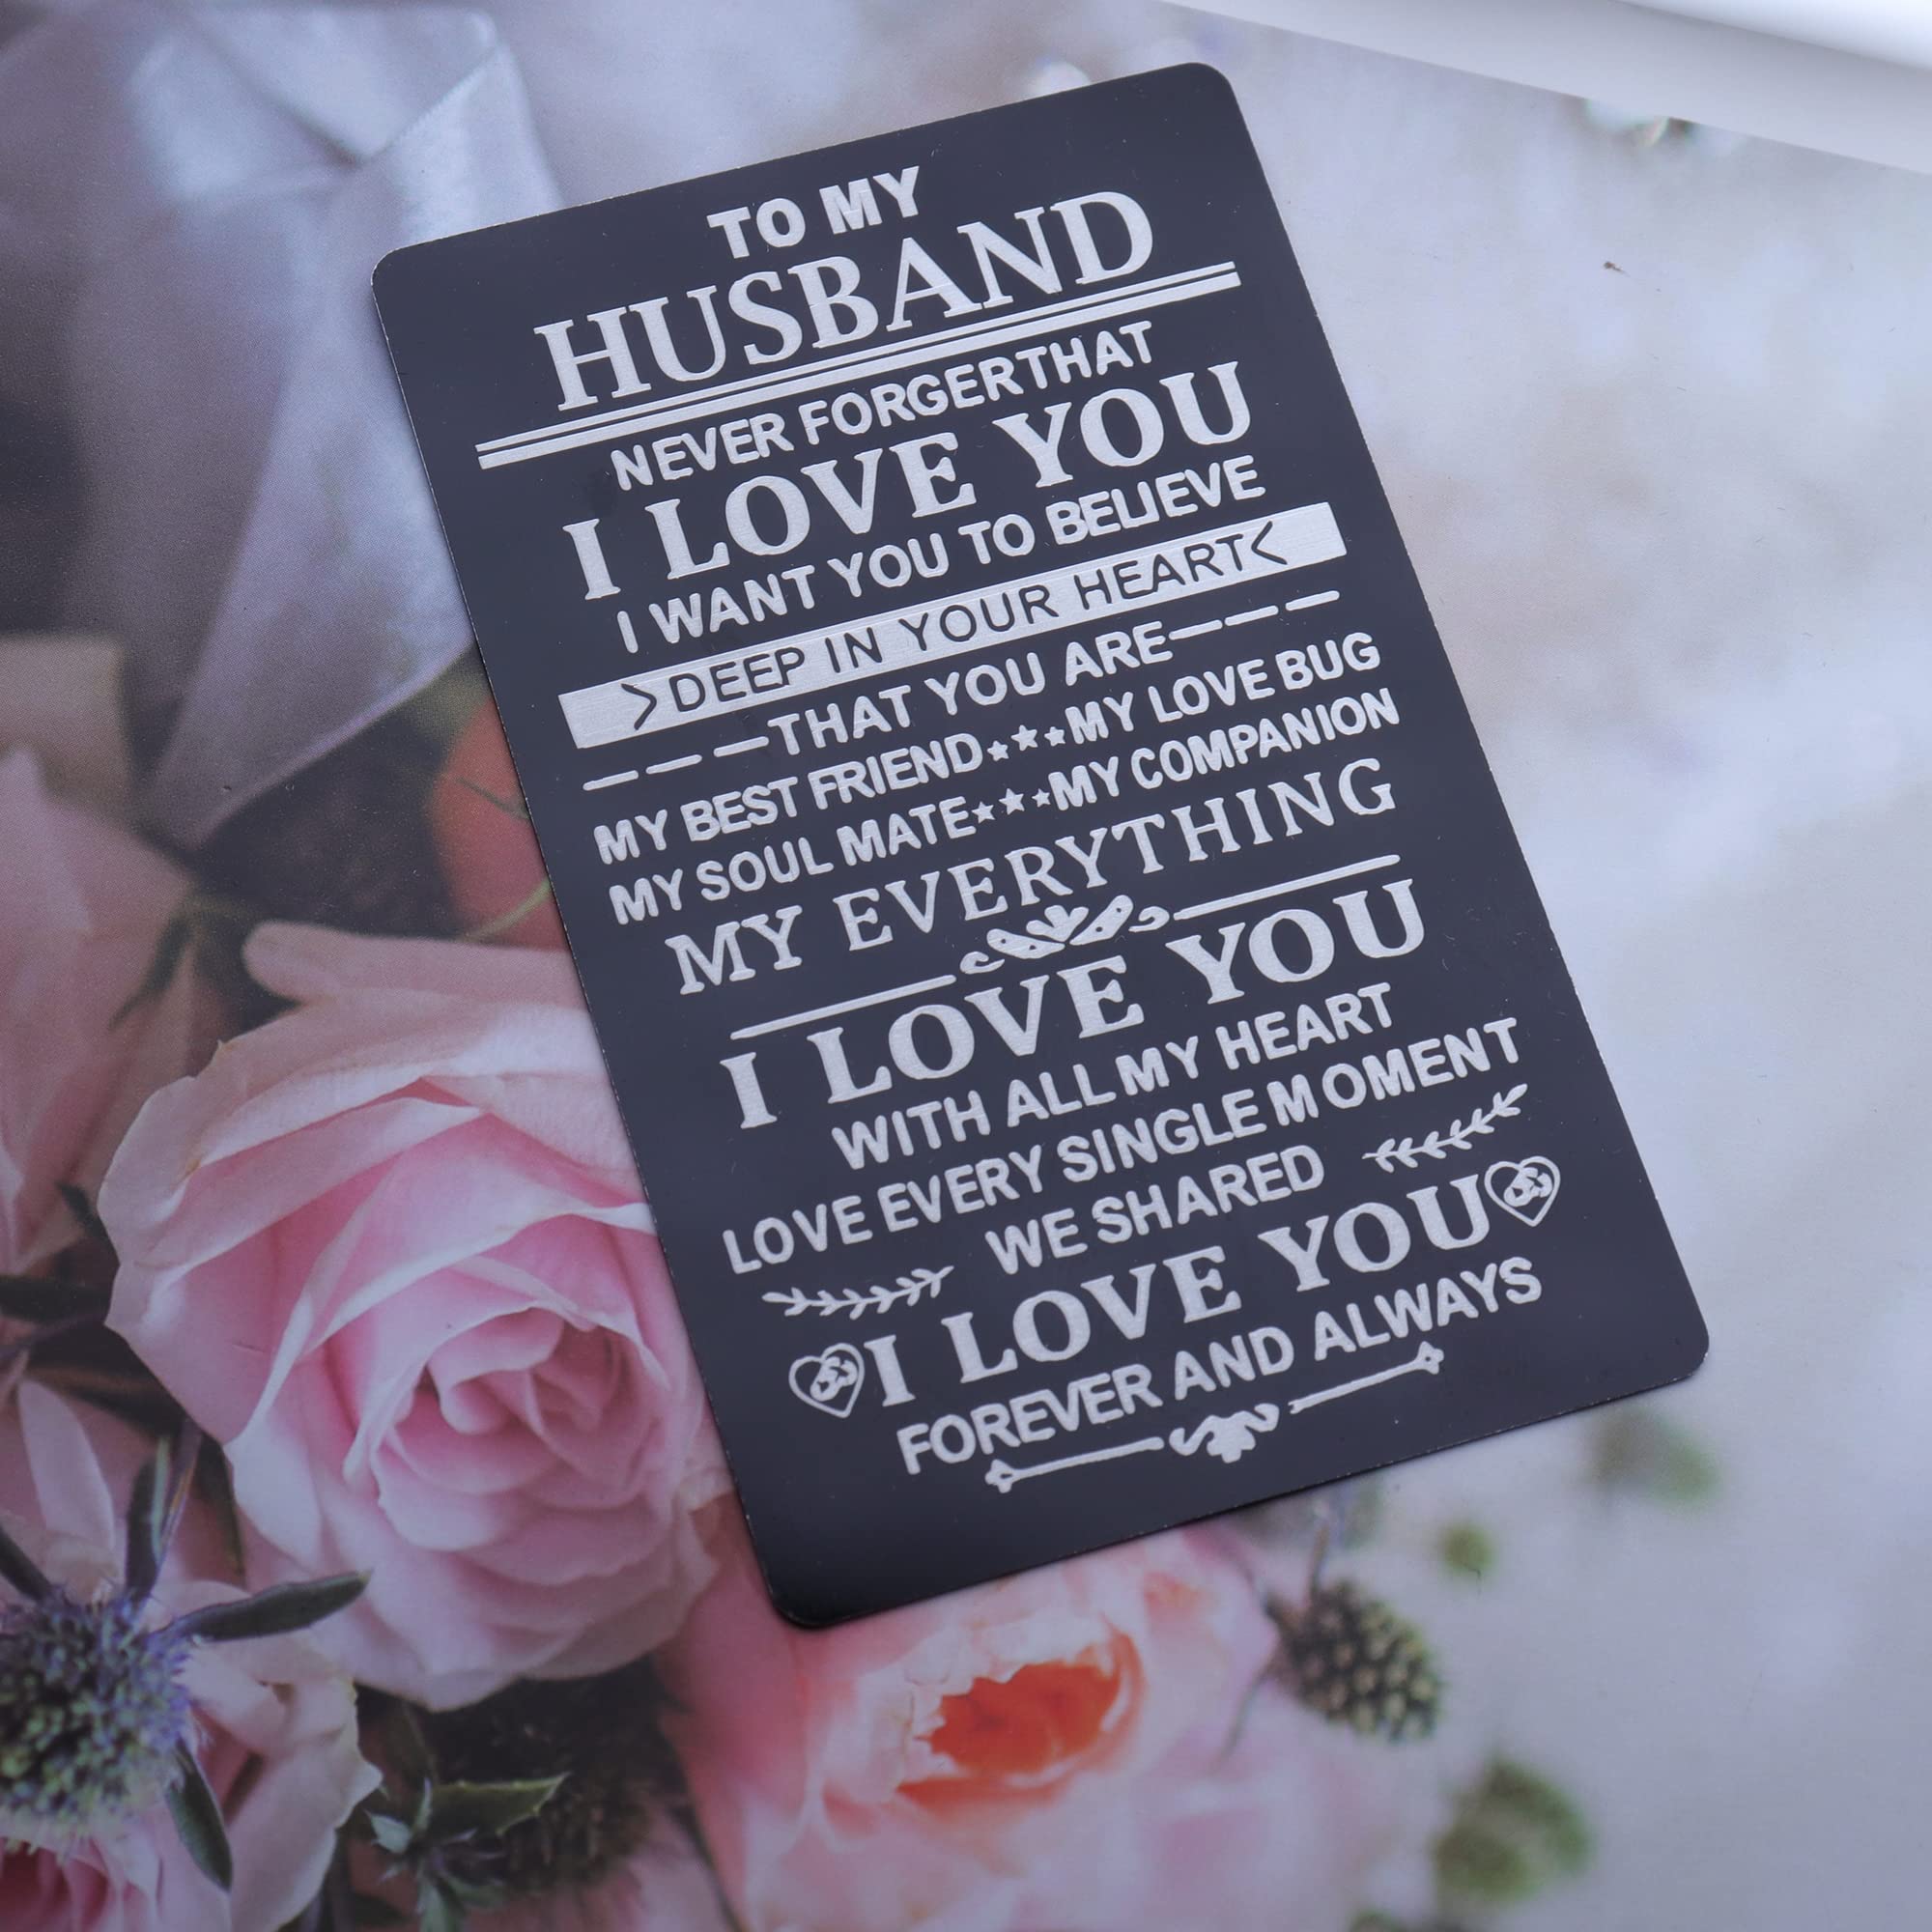 TO MY
HUSBAND
NEVER FORGERTHAT
I LOVE YOU
I WANT YOU TO BELIEVE
>DEEP IN YOUR HEART<
———THAT YOU ARE———
MY BEST FRIEND★★★MY LOVE BUG
MY SOUL MATE★★★MY COMPANION
MY EVERYTHING
I LOVE YOU
WITH ALL MY HEART
LOVE EVERY SINGLE MOMENT
WE SHARED
I LOVE YOU
FOREVER AND ALWAYS